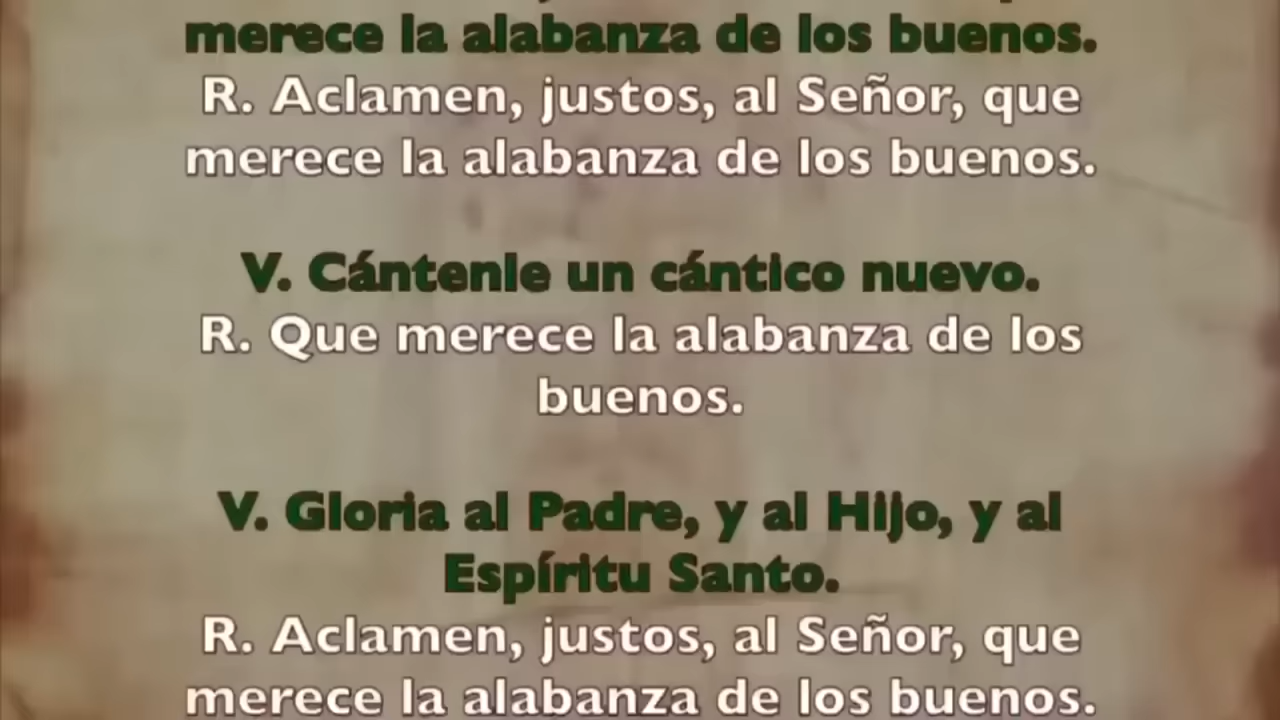 merece la alabanza de los buenos.
R. Aclamen, justos, al Señor, que
merece la alabanza de los buenos.
V. Cántenle un cántico nuevo.
R. Que merece la alabanza de los
buenos.
V. Gloria al Padre, y al Hijo, y al
Espíritu Santo.
R. Aclamen, justos, al Señor, que
merece la alabanza de los buenos.